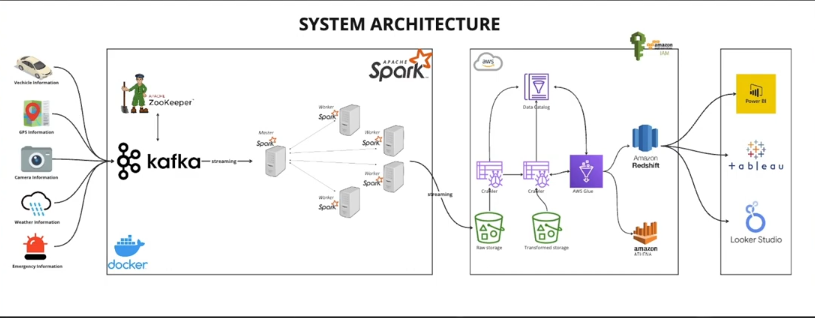 SYSTEM ARCHITECTURE
Vechicle Information
GPS Information
Camera Information
Weather Information
Emergency Information
APACHE
ZooKeeper
kafka
streaming
docker
APACHE
Spark
Master
Spark
Worker
Spark
Worker
Spark
Worker
Spark
Worker
Spark
streaming
aws
Data Catalog
Crawler
Crawler
AWS Glue
Raw storage
Transformed storage
amazon
IAM
Amazon
Redshift
amazon
ATHENA
Power BI
+ableau
Looker Studio